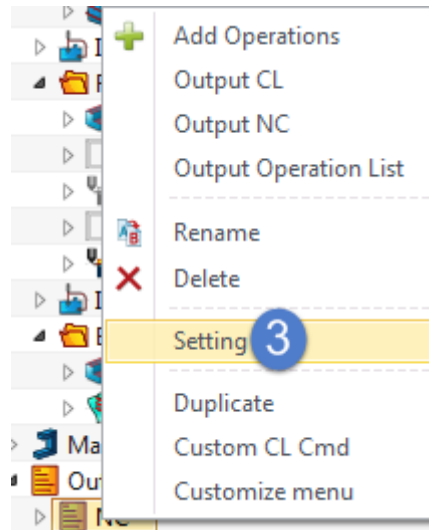 Add Operations
Output CL
Output NC
Output Operation List
Rename
Delete
Setting
3
Duplicate
Custom CL Cmd
Customize menu